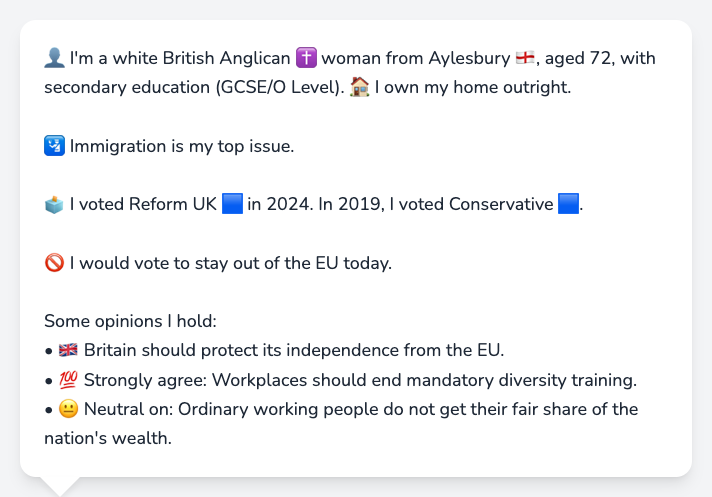 👤 I'm a white British Anglican ✝️ woman from Aylesbury 🏴󠁧󠁢󠁥󠁮󠁧󠁿, aged 72, with
secondary education (GCSE/O Level). 🏠 I own my home outright.
🛂 Immigration is my top issue.
🗳️ I voted Reform UK 🟦 in 2024. In 2019, I voted Conservative 🟦.
🚫 I would vote to stay out of the EU today.
Some opinions I hold:
• 🇬🇧 Britain should protect its independence from the EU.
• 💯 Strongly agree: Workplaces should end mandatory diversity training.
• 😐 Neutral on: Ordinary working people do not get their fair share of the
nation's wealth.